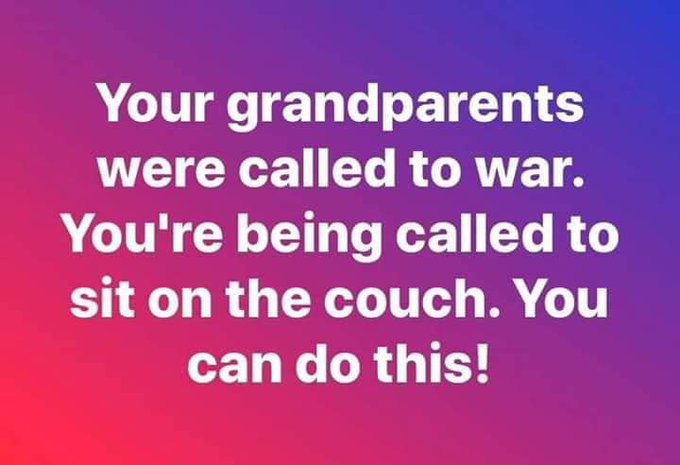 Your grandparents
were called to war.
You're being called to
sit on the couch. You
can do this!